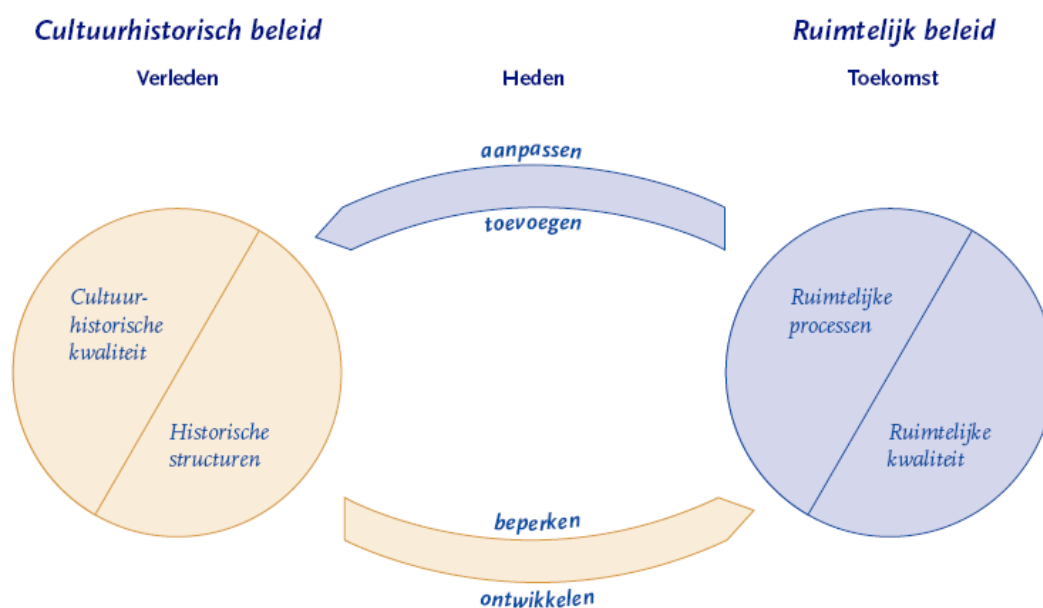 Cultuurhistorisch beleid
Ruimtelijk beleid
Verleden
Heden
Toekomst
aanpassen
toevoegen
Cultuur-
historische
kwaliteit
Historische
structuren
Ruimtelijke
processen
Ruimtelijke
kwaliteit
beperken
ontwikkelen